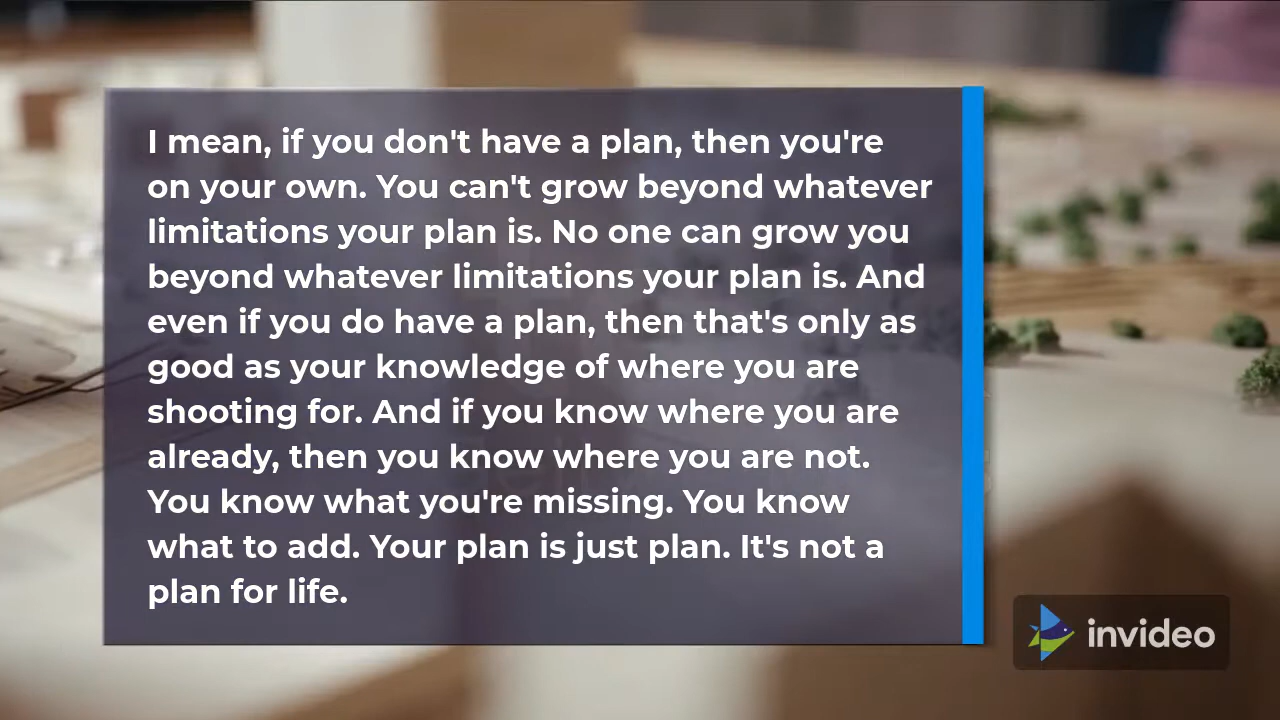 I mean, if you don't have a plan, then you're
on your own. You can't grow beyond whatever
limitations your plan is. No one can grow you
beyond whatever limitations your plan is. And
even if you do have a plan, then that's only as
good as your knowledge of where you are
shooting for. And if you know where you are
already, then you know where you are not.
You know what you're missing. You know
what to add. Your plan is just plan. It's not a
plan for life.
invideo